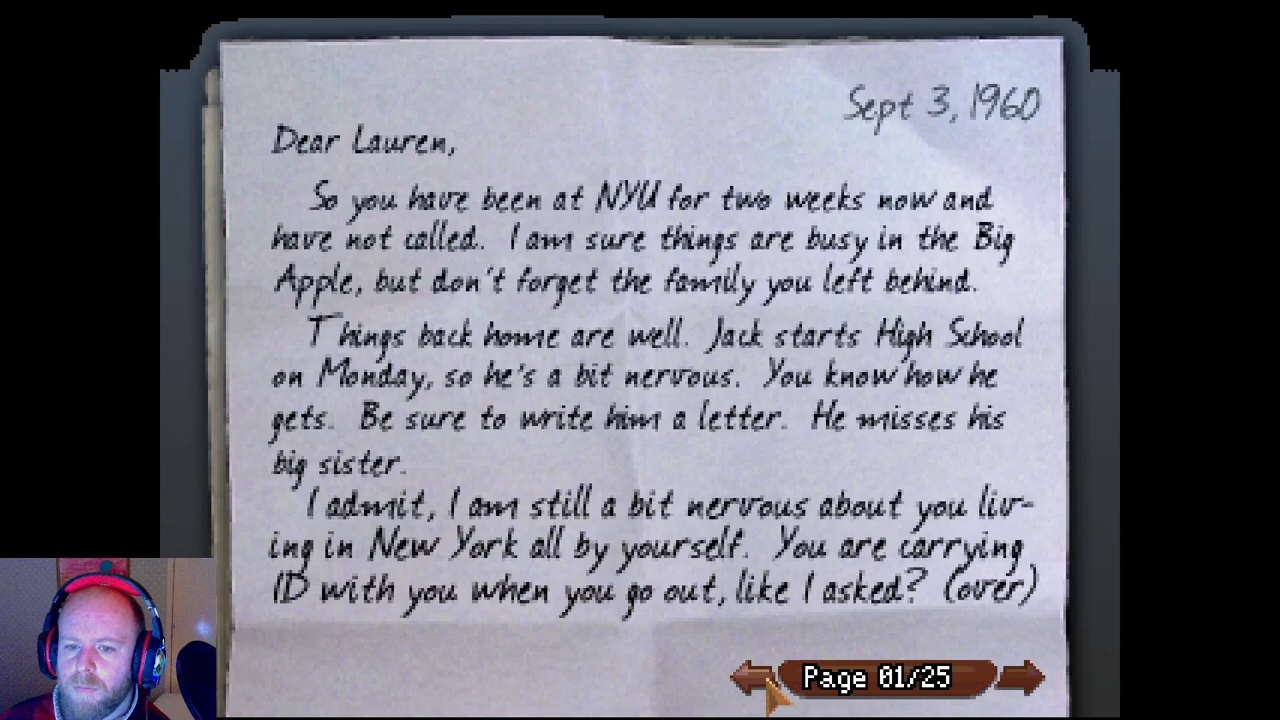 Sept 3, 1960
Dear Lauren,
So you have been at NYU for two weeks now and
have not called. I am sure things are busy in the Big
Apple, but don't forget the family you left behind.
Things back home are well. Jack starts High School
on Monday, so he's a bit nervous. You know how he
gets. Be sure to write him a letter. He misses his
big sister.
I admit, I am still a bit nervous about you liv-
ing in New York all by yourself. You are carrying
ID with you when you go out, like I asked? (over)
Page 01/25